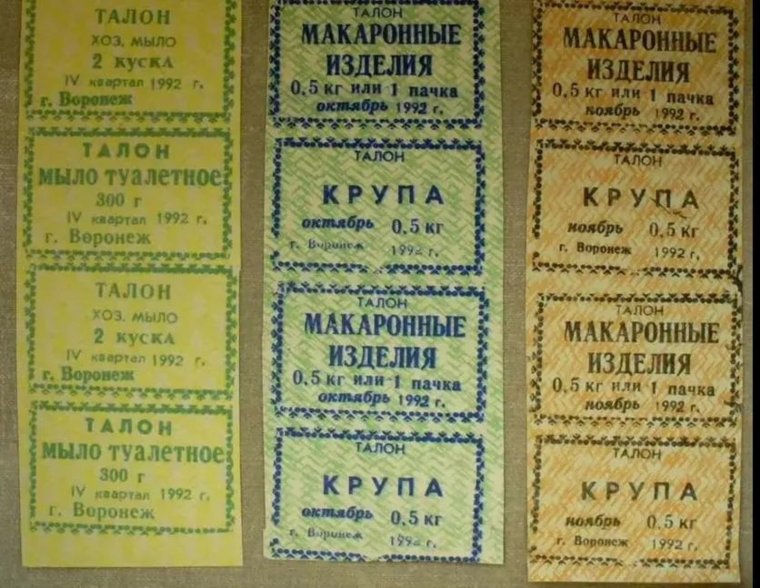 ТАЛОН
ХОЗ. МЫЛО
2 куска
IV квартал 1992 г.
г. Воронеж
ТАЛОН
МЫЛО ТУАЛЕТНОЕ
300 г
IV квартал 1992 г.
г. Воронеж
ТАЛОН
ХОЗ. МЫЛО
2 куска
IV квартал 1992 г.
г. Воронеж
ТАЛОН
МЫЛО ТУАЛЕТНОЕ
300 г
IV квартал 1992 г.
г. Воронеж
ТАЛОН
МАКАРОННЫЕ
ИЗДЕЛИЯ
0,5 кг или 1 пачка
октябрь 1992 г.
ТАЛОН
КРУПА
октябрь 0,5 кг
г. Воронеж 1992 г.
ТАЛОН
МАКАРОННЫЕ
ИЗДЕЛИЯ
0,5 кг или 1 пачка
октябрь 1992 г.
ТАЛОН
КРУПА
октябрь 0,5 кг
г. Воронеж 1992 г.
ТАЛОН
МАКАРОННЫЕ
ИЗДЕЛИЯ
0,5 кг или 1 пачка
ноябрь 1992 г.
ТАЛОН
КРУПА
ноябрь 0,5 кг
г. Воронеж 1992 г.
ТАЛОН
МАКАРОННЫЕ
ИЗДЕЛИЯ
0,5 кг или 1 пачка
ноябрь 1992 г.
ТАЛОН
КРУПА
ноябрь 0,5 кг
г. Воронеж 1992 г.